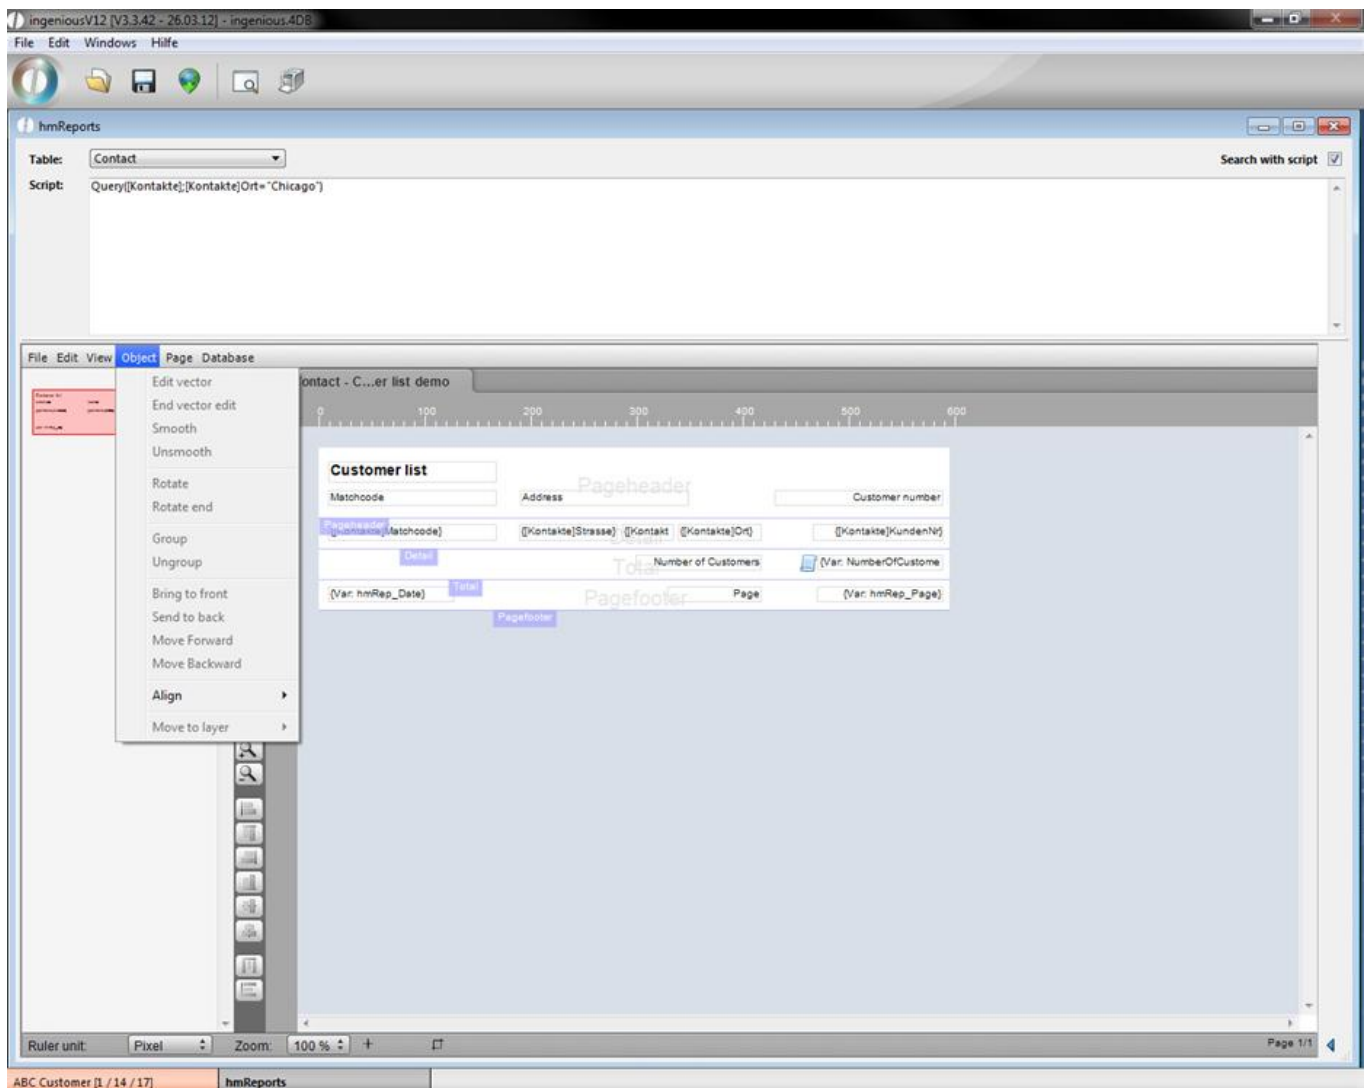 ingeniousV12 [V3.3.42 - 26.03.12] - ingenious.4DB
File Edit Windows Hilfe
hmReports
Table: Contact Search with script
Script: Query([Kontakte];[Kontakte]Ort="Chicago")
File Edit View Object Page Database
Edit vector
End vector edit
Smooth
Unsmooth
Rotate
Rotate end
Group
Ungroup
Bring to front
Send to back
Move Forward
Move Backward
Align
Move to layer
ontact - C...er list demo
0 100 200 300 400 500 600
Customer list
Pageheader
Matchcode Address Customer number
Pageheader
Matchcode} {[Kontakte]Strasse} {[Kontakt {[Kontakte]Ort} {[Kontakte]KundenNr}
Detail
Detail
Total Number of Customers {Var: NumberOfCustome
Total
{Var: hmRep_Date} Pagefooter Page {Var: hmRep_Page}
Pagefooter
Ruler unit: Pixel Zoom: 100 % Page 1/1
ABC Customer [1 / 14 / 17] hmReports